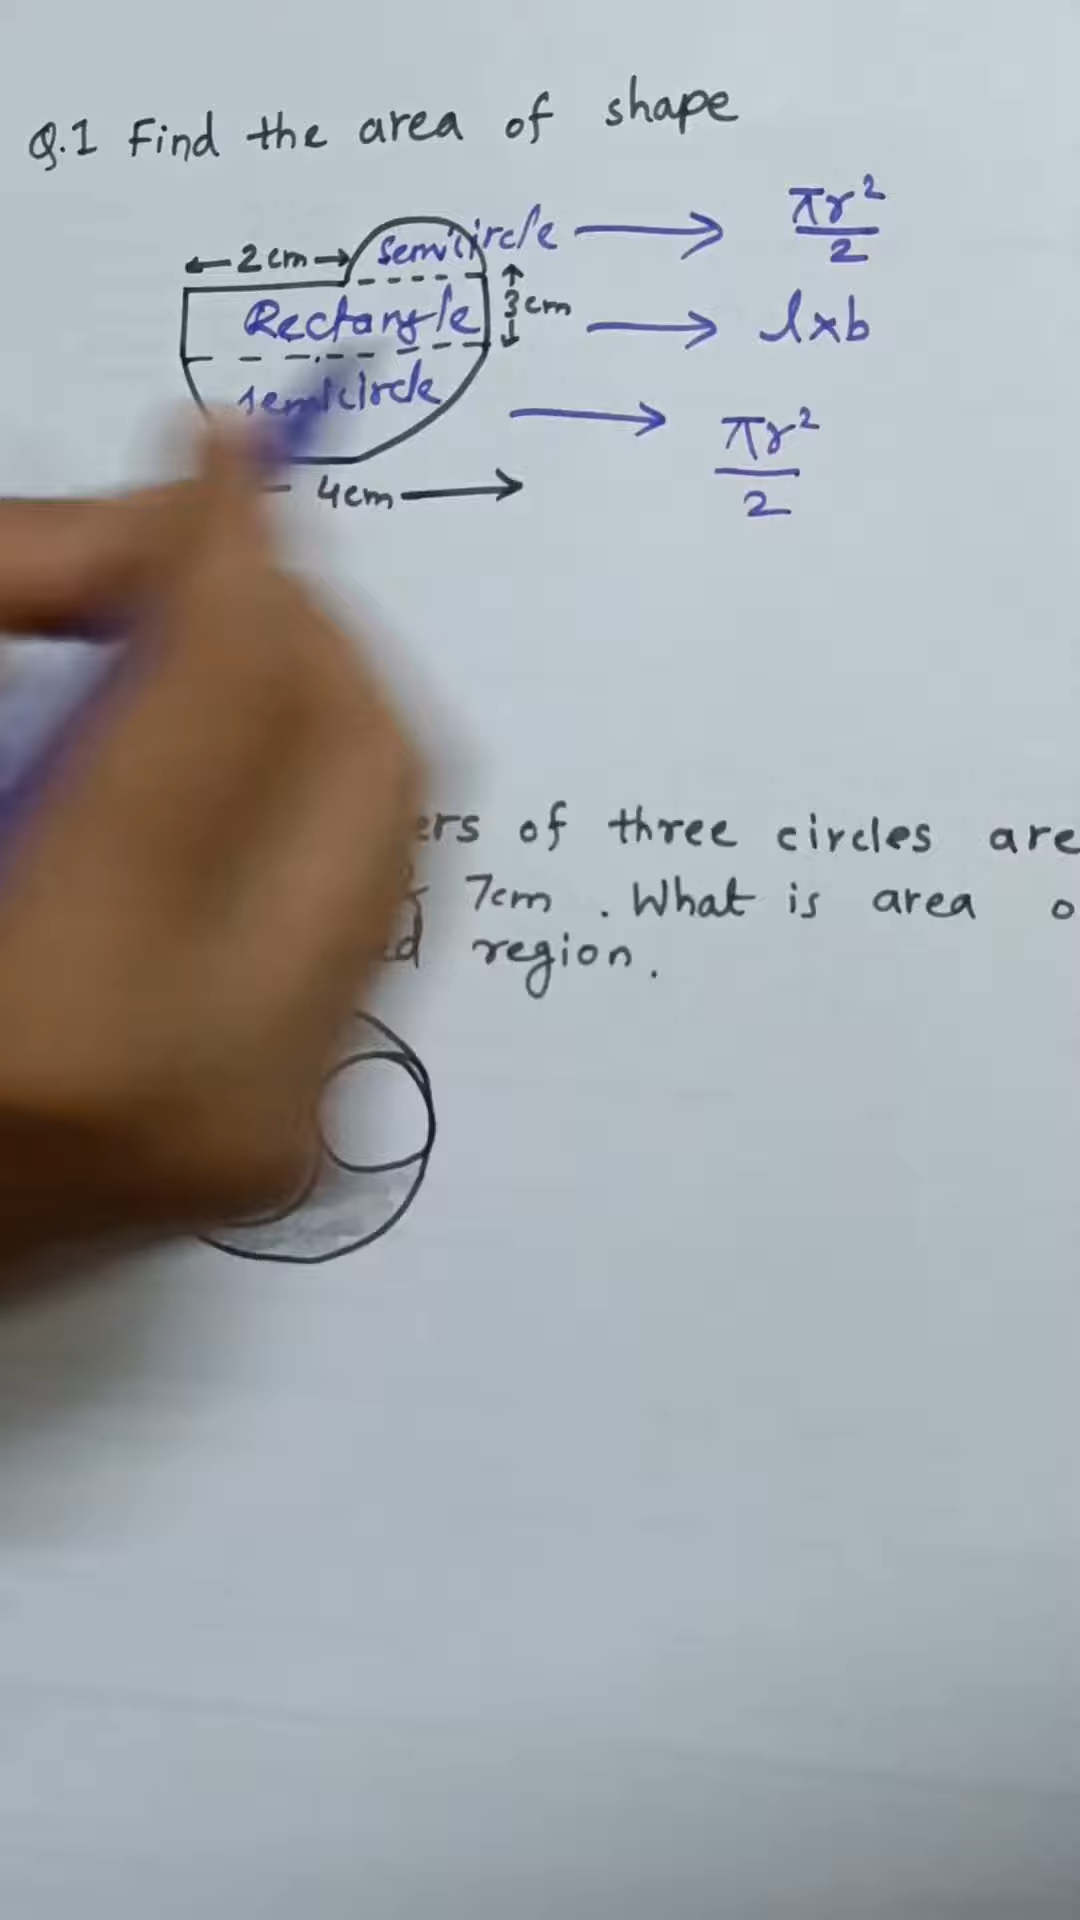 Q.1 Find the area of shape
semicircle
πr²
2
2cm
Rectangle
3cm
l×b
semicircle
πr²
2
4cm
of three circles are
7cm . What is area
region.